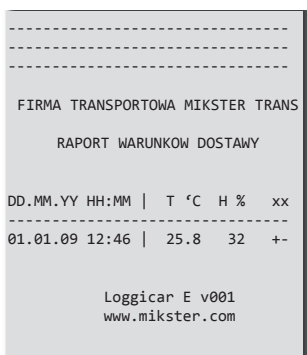 -------------------------------
-------------------------------
-------------------------------
FIRMA TRANSPORTOWA MIKSTER TRANS
RAPORT WARUNKOW DOSTAWY
DD.MM.YY HH:MM | T ‘C H % xx
-------------------------------
01.01.09 12:46 | 25.8 32 +-
Loggicar E v001
www.mikster.com